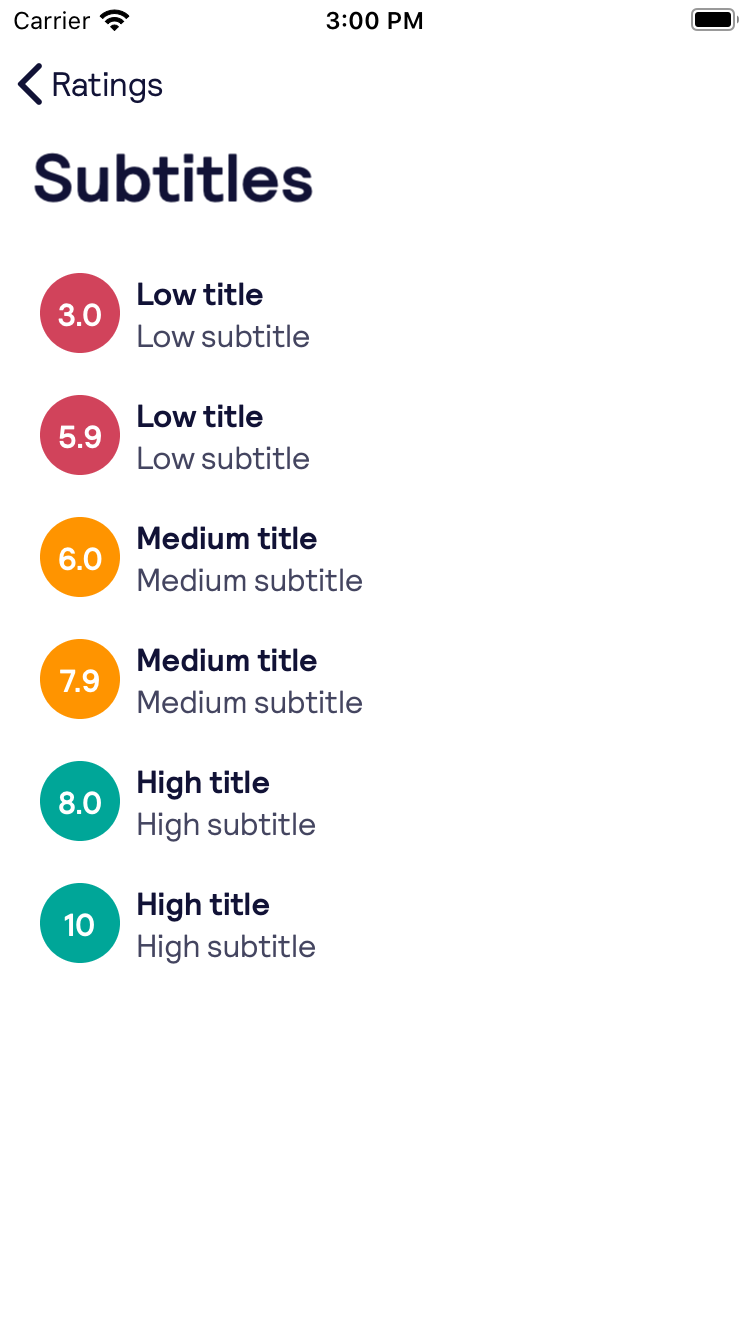 Carrier 3:00 PM
Ratings
Subtitles
3.0 Low title
Low subtitle
5.9 Low title
Low subtitle
6.0 Medium title
Medium subtitle
7.9 Medium title
Medium subtitle
8.0 High title
High subtitle
10 High title
High subtitle